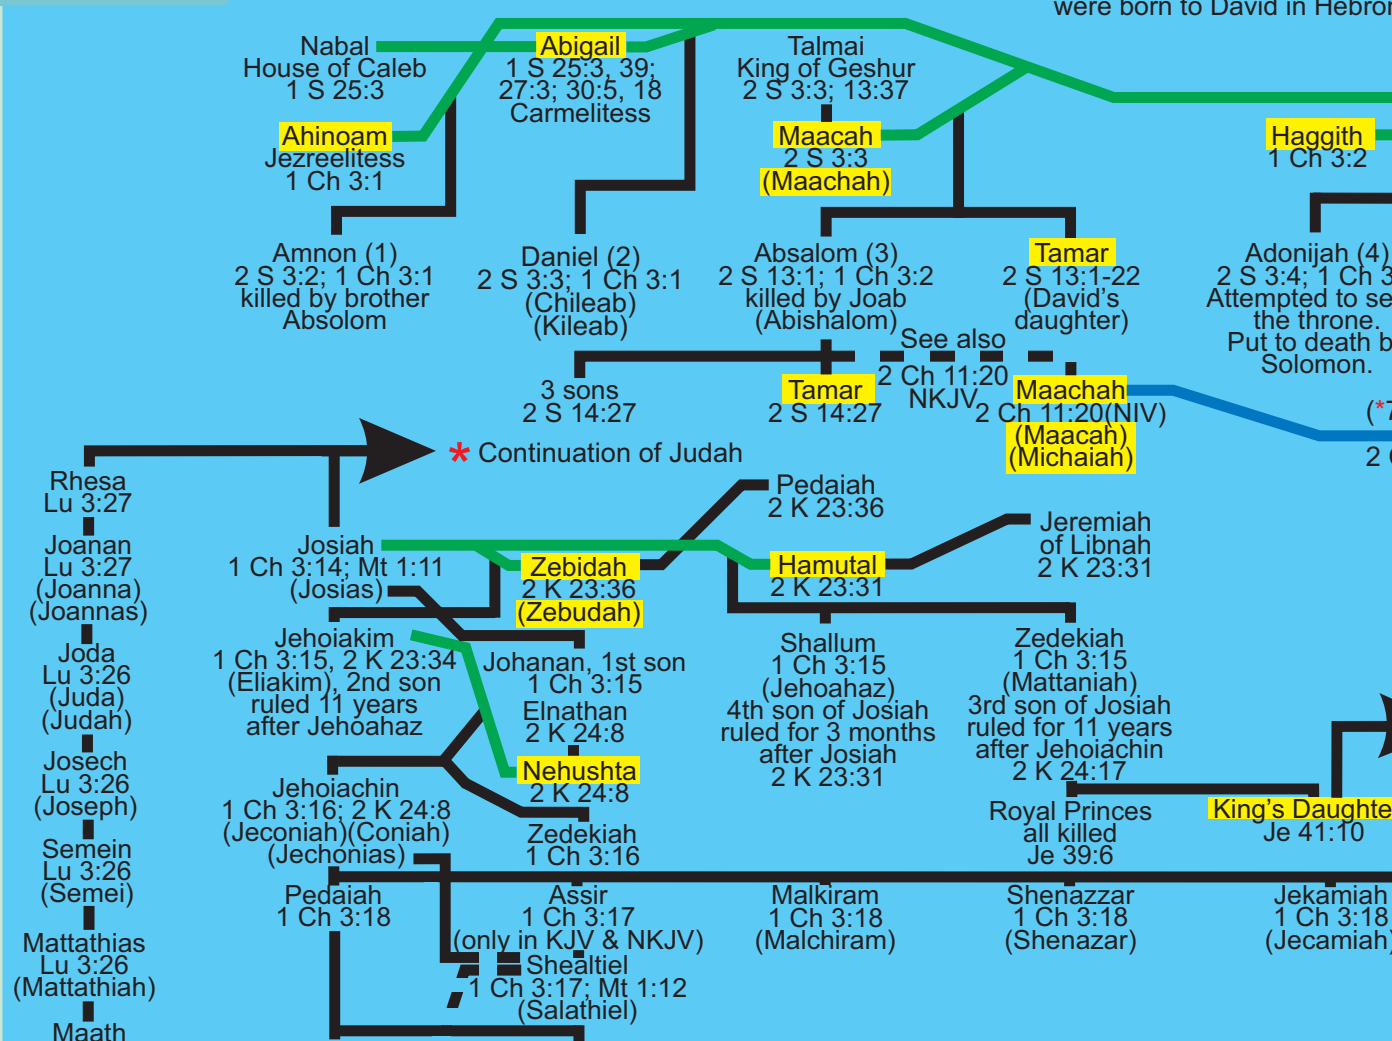 were born to David in Hebron
Nabal
House of Caleb
1 S 25:3
Abigail
1 S 25:3, 39;
27:3; 30:5, 18
Carmelitess
Talmai
King of Geshur
2 S 3:3; 13:37
Ahinoam
Jezreelitess
1 Ch 3:1
Maacah
2 S 3:3
(Maachah)
Haggith
1 Ch 3:2
Amnon (1)
2 S 3:2; 1 Ch 3:1
killed by brother
Absolom
Daniel (2)
2 S 3:3; 1 Ch 3:1
(Chileab)
(Kileab)
Absalom (3)
2 S 13:1; 1 Ch 3:2
killed by Joab
(Abishalom)
Tamar
2 S 13:1-22
(David's
daughter)
Adonijah (4)
2 S 3:4; 1 Ch 3
Attempted to se
the throne.
Put to death b
Solomon.
See also
2 Ch 11:20
NKJV
3 sons
2 S 14:27
Tamar
2 S 14:27
Maachah
2 Ch 11:20(NIV)
(Maacah)
(Michaiah)
(*7
2 C
* Continuation of Judah
Rhesa
Lu 3:27
Joanan
Lu 3:27
(Joanna)
(Joannas)
Joda
Lu 3:26
(Juda)
(Judah)
Josech
Lu 3:26
(Joseph)
Semein
Lu 3:26
(Semei)
Mattathias
Lu 3:26
(Mattathiah)
Maath
Josiah
1 Ch 3:14; Mt 1:11
(Josias)
Zebidah
2 K 23:36
(Zebudah)
Pedaiah
2 K 23:36
Hamutal
2 K 23:31
Jeremiah
of Libnah
2 K 23:31
Jehoiakim
1 Ch 3:15, 2 K 23:34
(Eliakim), 2nd son
ruled 11 years
after Jehoahaz
Johanan, 1st son
1 Ch 3:15
Elnathan
2 K 24:8
Nehushta
2 K 24:8
Shallum
1 Ch 3:15
(Jehoahaz)
4th son of Josiah
ruled for 3 months
after Josiah
2 K 23:31
Zedekiah
1 Ch 3:15
(Mattaniah)
3rd son of Josiah
ruled for 11 years
after Jehoiachin
2 K 24:17
Jehoiachin
1 Ch 3:16; 2 K 24:8
(Jeconiah)(Coniah)
(Jechonias)
Zedekiah
1 Ch 3:16
Royal Princes
all killed
Je 39:6
King's Daughte
Je 41:10
Pedaiah
1 Ch 3:18
Assir
1 Ch 3:17
(only in KJV & NKJV)
Shealtiel
1 Ch 3:17; Mt 1:12
(Salathiel)
Malkiram
1 Ch 3:18
(Malchiram)
Shenazzar
1 Ch 3:18
(Shenazar)
Jekamiah
1 Ch 3:18
(Jecamiah)